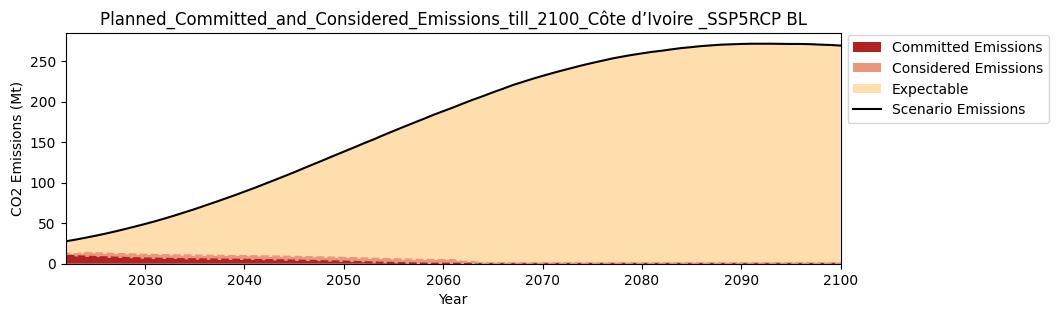 Planned_Committed_and_Considered_Emissions_till_2100_Côte d’Ivoire _SSP5RCP BL
CO2 Emissions (Mt)
250
200
150
100
50
0
2030 2040 2050 2060 2070 2080 2090 2100
Year
Committed Emissions
Considered Emissions
Expectable
Scenario Emissions